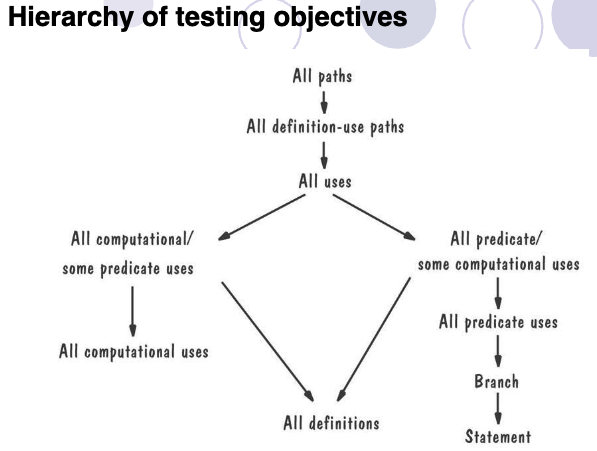 Hierarchy of testing objectives
All paths
All definition-use paths
All uses
All computational/
some predicate uses
All predicate/
some computational uses
All computational uses
All predicate uses
Branch
All definitions
Statement